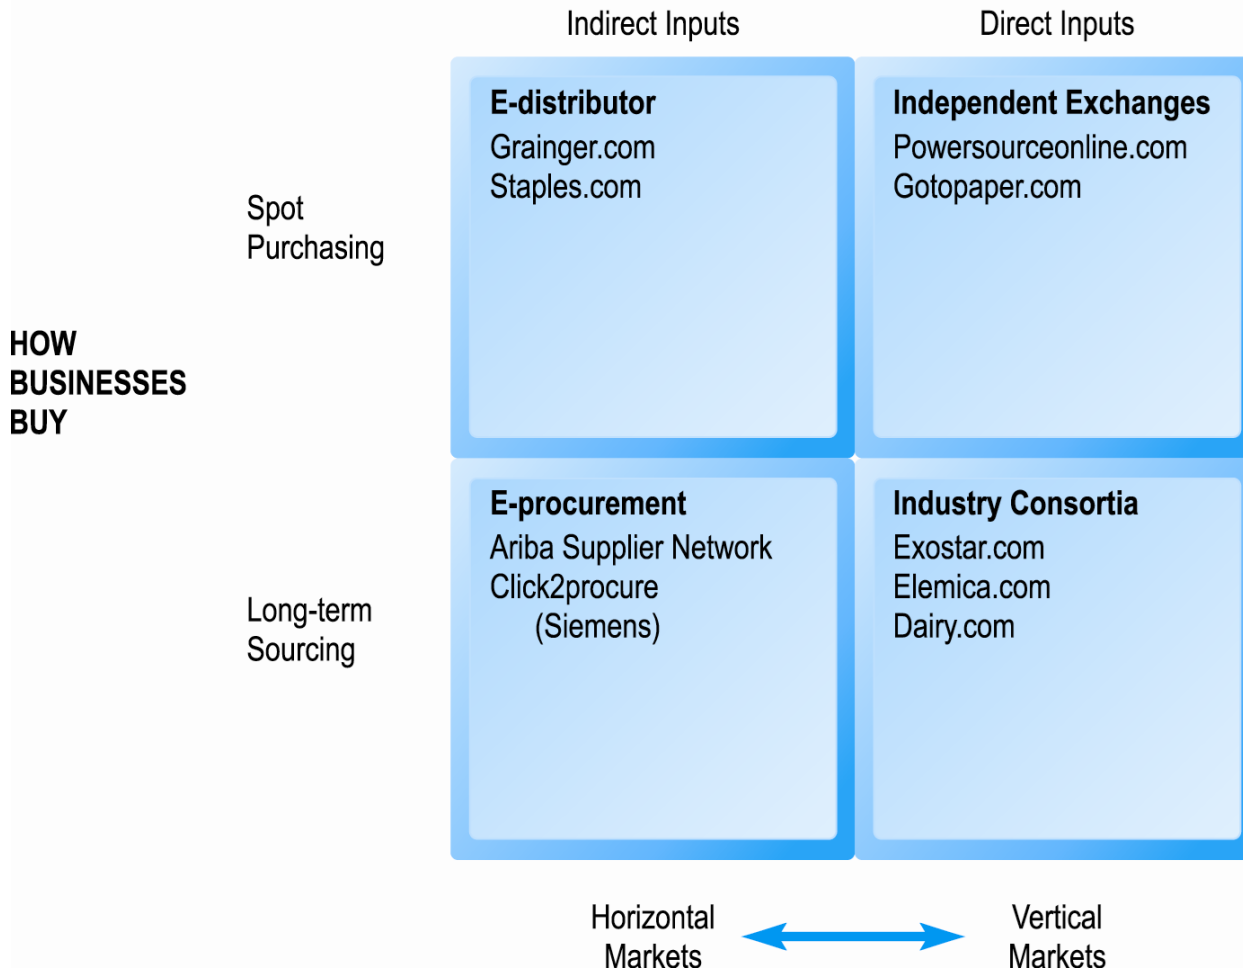 Indirect Inputs
Direct Inputs
E-distributor
Grainger.com
Staples.com
Independent Exchanges
Powersourceonline.com
Gotopaper.com
Spot
Purchasing
HOW
BUSINESSES
BUY
E-procurement
Ariba Supplier Network
Click2procure
(Siemens)
Industry Consortia
Exostar.com
Elemica.com
Dairy.com
Long-term
Sourcing
Horizontal
Markets
Vertical
Markets